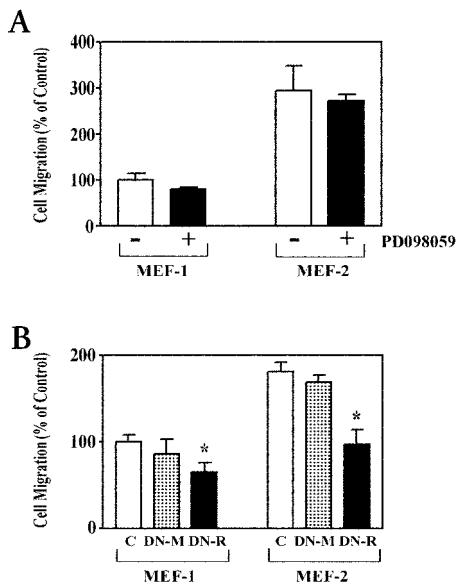 A
Cell Migration (% of Control)
400
300
200
100
0
- + - + PD098059
MEF-1 MEF-2
B
Cell Migration (% of Control)
200
100
0
* *
C DN-M DN-R C DN-M DN-R
MEF-1 MEF-2